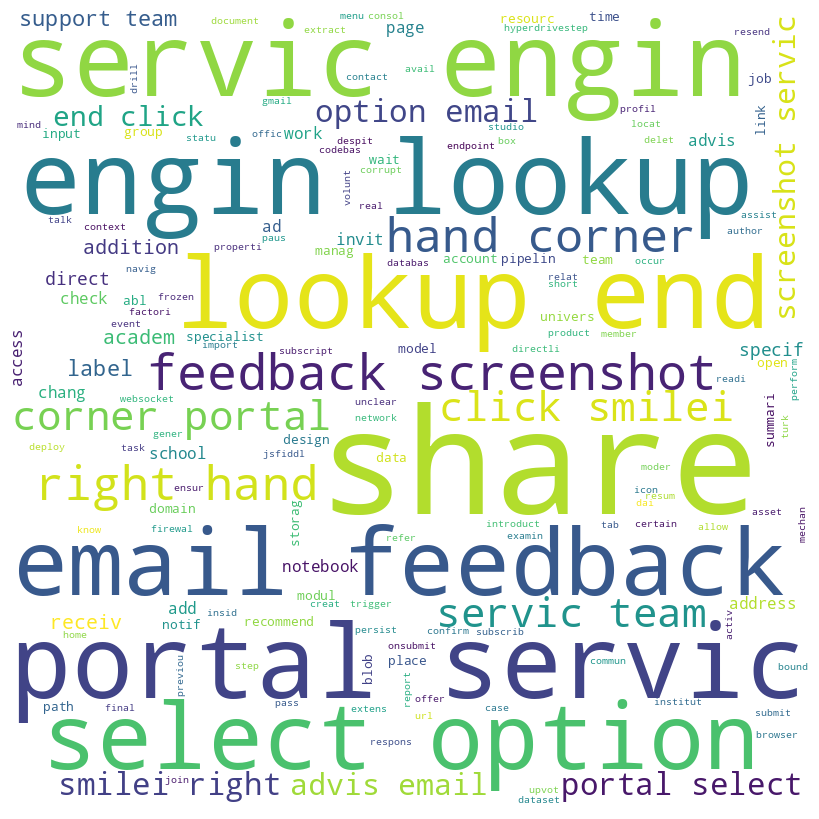 support team
document
menu
consol
resourc
time
extract
page
hyperdrivestep
resend
servic engin
drill
contact
avail
job
gmail
end click
option email
profil
link
mind
input
group
statu
offic
work
studio
locat
despit
codebas
endpoint
box
delet
advis
screenshot servic
engin lookup
wait
corrupt
volunt
real
assist
talk
context
ad
invit
hand corner
author
addition
paus
properti
manag
databas
account
pipelin
team
occur
direct
navig
relat
short
lookup end
check
abl
frozen
factori
event
academ
specialist
import
univers
product
member
access
label
subscript
model
directli
specif
feedback screenshot
readi
open
perform
chang
websocket
unclear
click smilei
corner portal
network
summari
turk
gener
design
deploy
task
school
jsfiddl
share
data
moder
right hand
icon
resum
dai
ensur
asset
domain
storag
mechan
introduct
tab
certain
allow
know
firewal
refer
examin
email feedback
notebook
modul
add
creat
trigger
receiv
insid
servic team
address
notif
recommend
persist
confirm
subscrib
activ
home
onsubmit
portal servic
previou
step
blob
place
commun
bound
path
final
pass
extens
report
offer
case
institut
url
submit
select option
respons
browser
smilei right
join
advis email
upvot
dataset
portal select